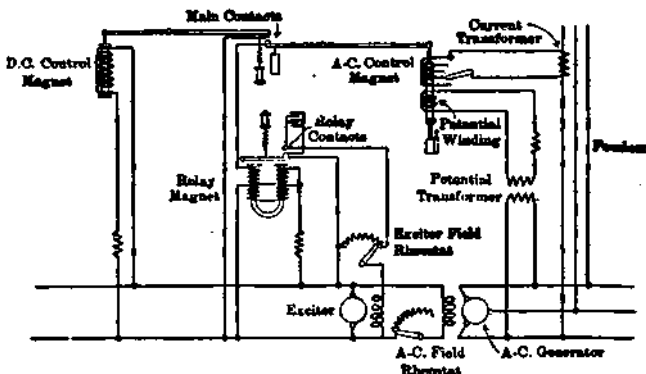 Main Contacts
Current
Transformer
D.C. Control
Magnet
A-C. Control
Magnet
Relay
Contacts
Potential
Winding
Feeders
Relay
Magnet
Potential
Transformer
Exciter Field
Rheostat
Exciter
A-C. Field
Rheostat
A-C. Generator